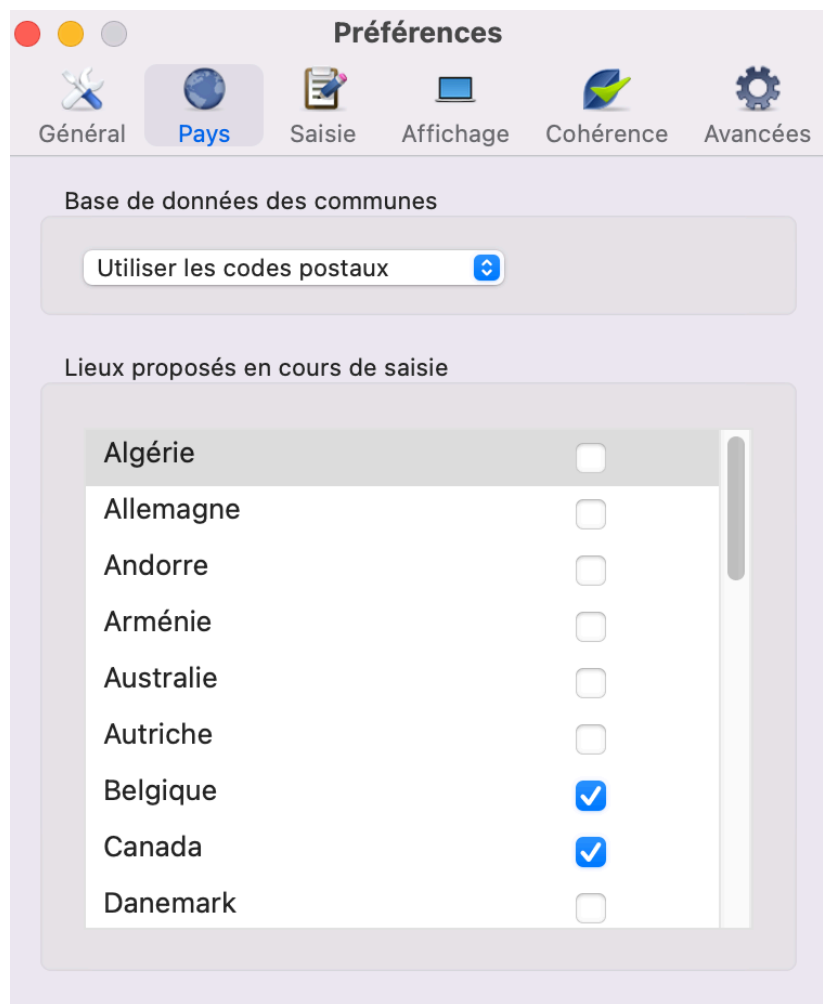 Préférences
Général Pays Saisie Affichage Cohérence Avancées
Base de données des communes
Utiliser les codes postaux
Lieux proposés en cours de saisie
Algérie
Allemagne
Andorre
Arménie
Australie
Autriche
Belgique
Canada
Danemark